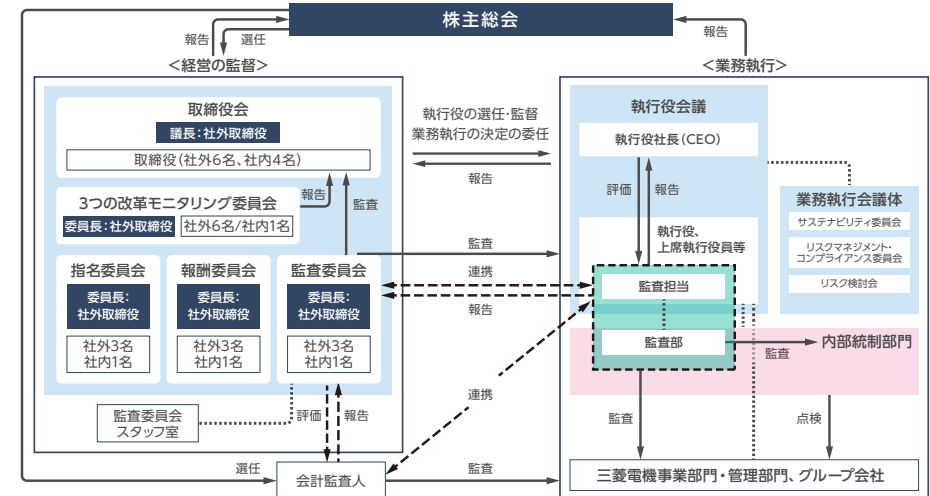 株主総会
報告
選任
報告
＜経営の監督＞
＜業務執行＞
取締役会
議長：社外取締役
取締役（社外6名、社内4名）
3つの改革モニタリング委員会
委員長：社外取締役
社外6名/社内1名
報告
監査
指名委員会
委員長：
社外取締役
社外3名
社内1名
報酬委員会
委員長：
社外取締役
社外3名
社内1名
監査委員会
委員長：
社外取締役
社外3名
社内1名
監査委員会
スタッフ室
評価
報告
選任
会計監査人
監査
執行役の選任・監督
業務執行の決定の委任
報告
監査
連携
報告
連携
執行役会議
執行役社長（CEO）
評価
報告
執行役、
上席執行役員等
監査担当
監査部
監査
内部統制部門
監査
点検
業務執行会議体
サステナビリティ委員会
リスクマネジメント・
コンプライアンス委員会
リスク検討会
三菱電機事業部門・管理部門、グループ会社